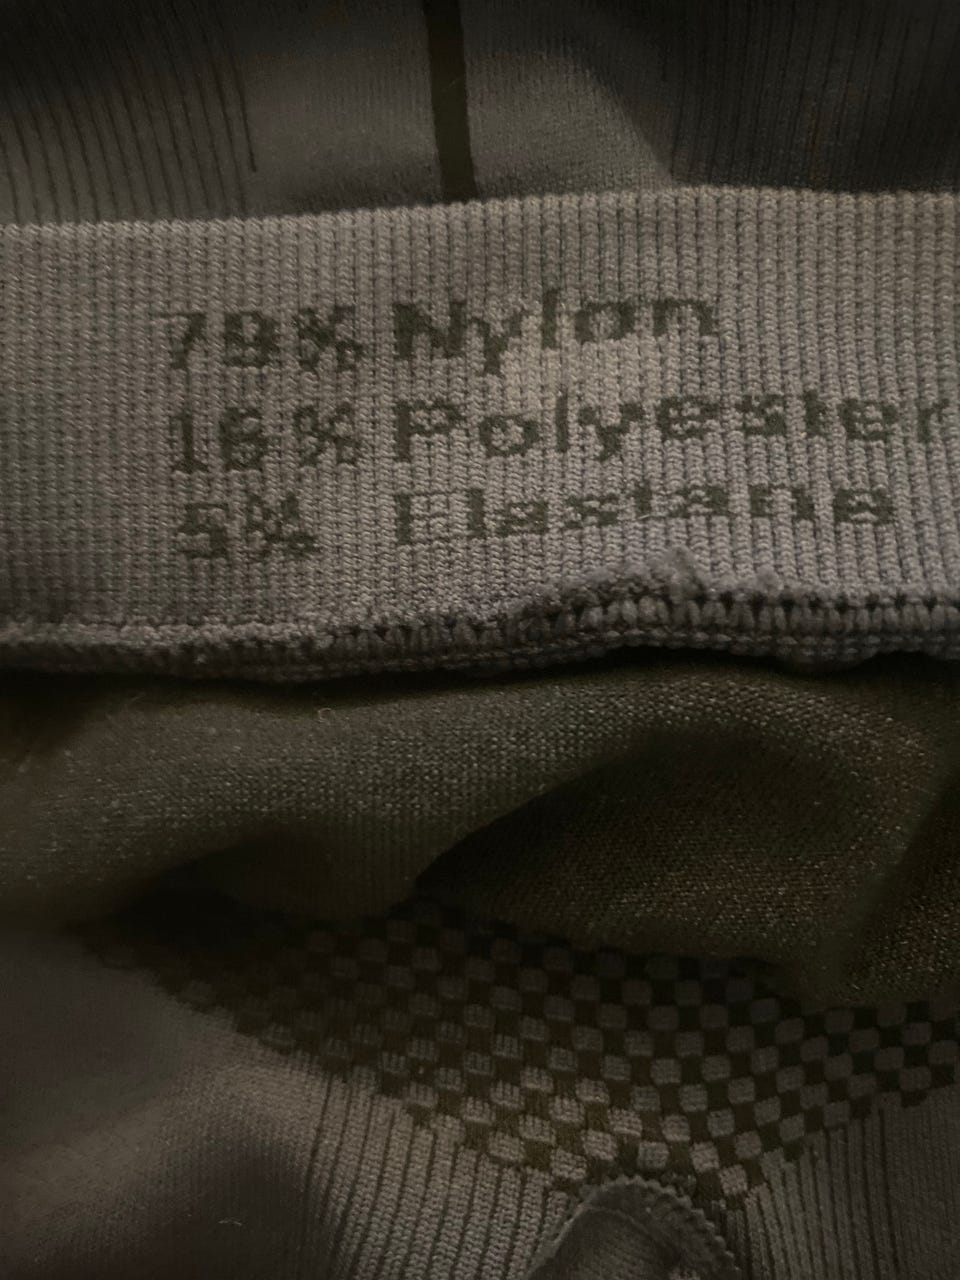 79% Nylon
16% Polyester
5% Elastane